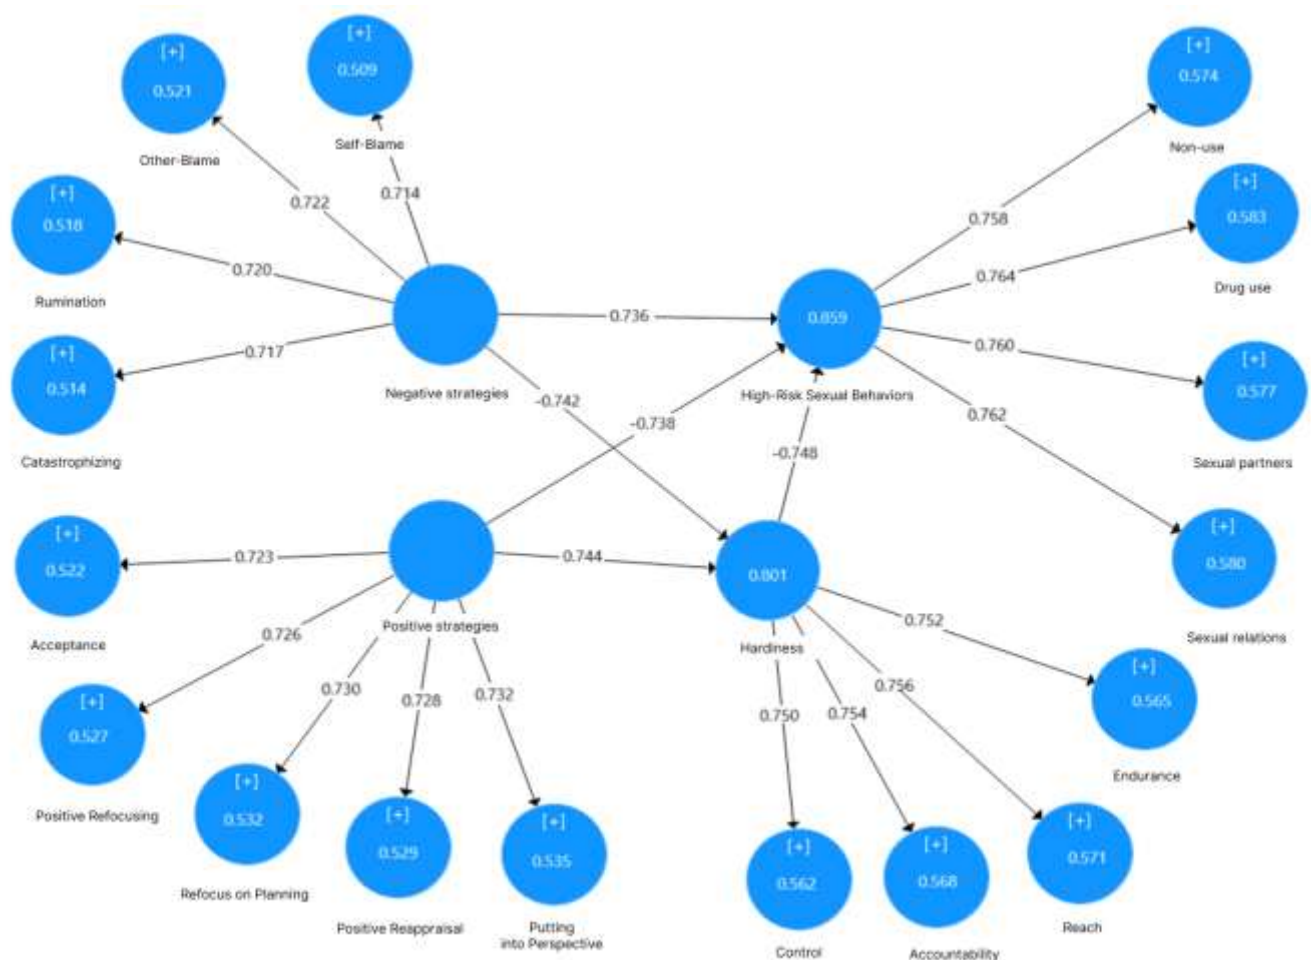 [+]
0.509
Self-Blame
[+]
0.521
Other-Blame
[+]
0.574
Non-use
[+]
0.518
Rumination
[+]
0.583
Drug use
0.714
0.722
0.720
0.717
0.758
0.764
0.760
0.762
0.736
0.859
High-Risk Sexual Behaviors
Negative strategies
[+]
0.514
Catastrophizing
[+]
0.577
Sexual partners
-0.742
-0.738
-0.748
[+]
0.522
Acceptance
0.723
0.744
Positive strategies
0.801
Hardiness
[+]
0.580
Sexual relations
0.726
0.730
0.728
0.732
0.752
0.756
0.750
0.754
[+]
0.565
Endurance
[+]
0.527
Positive Refocusing
[+]
0.532
Refocus on Planning
[+]
0.529
Positive Reappraisal
[+]
0.535
Putting
into Perspective
[+]
0.562
Control
[+]
0.568
Accountability
[+]
0.571
Reach